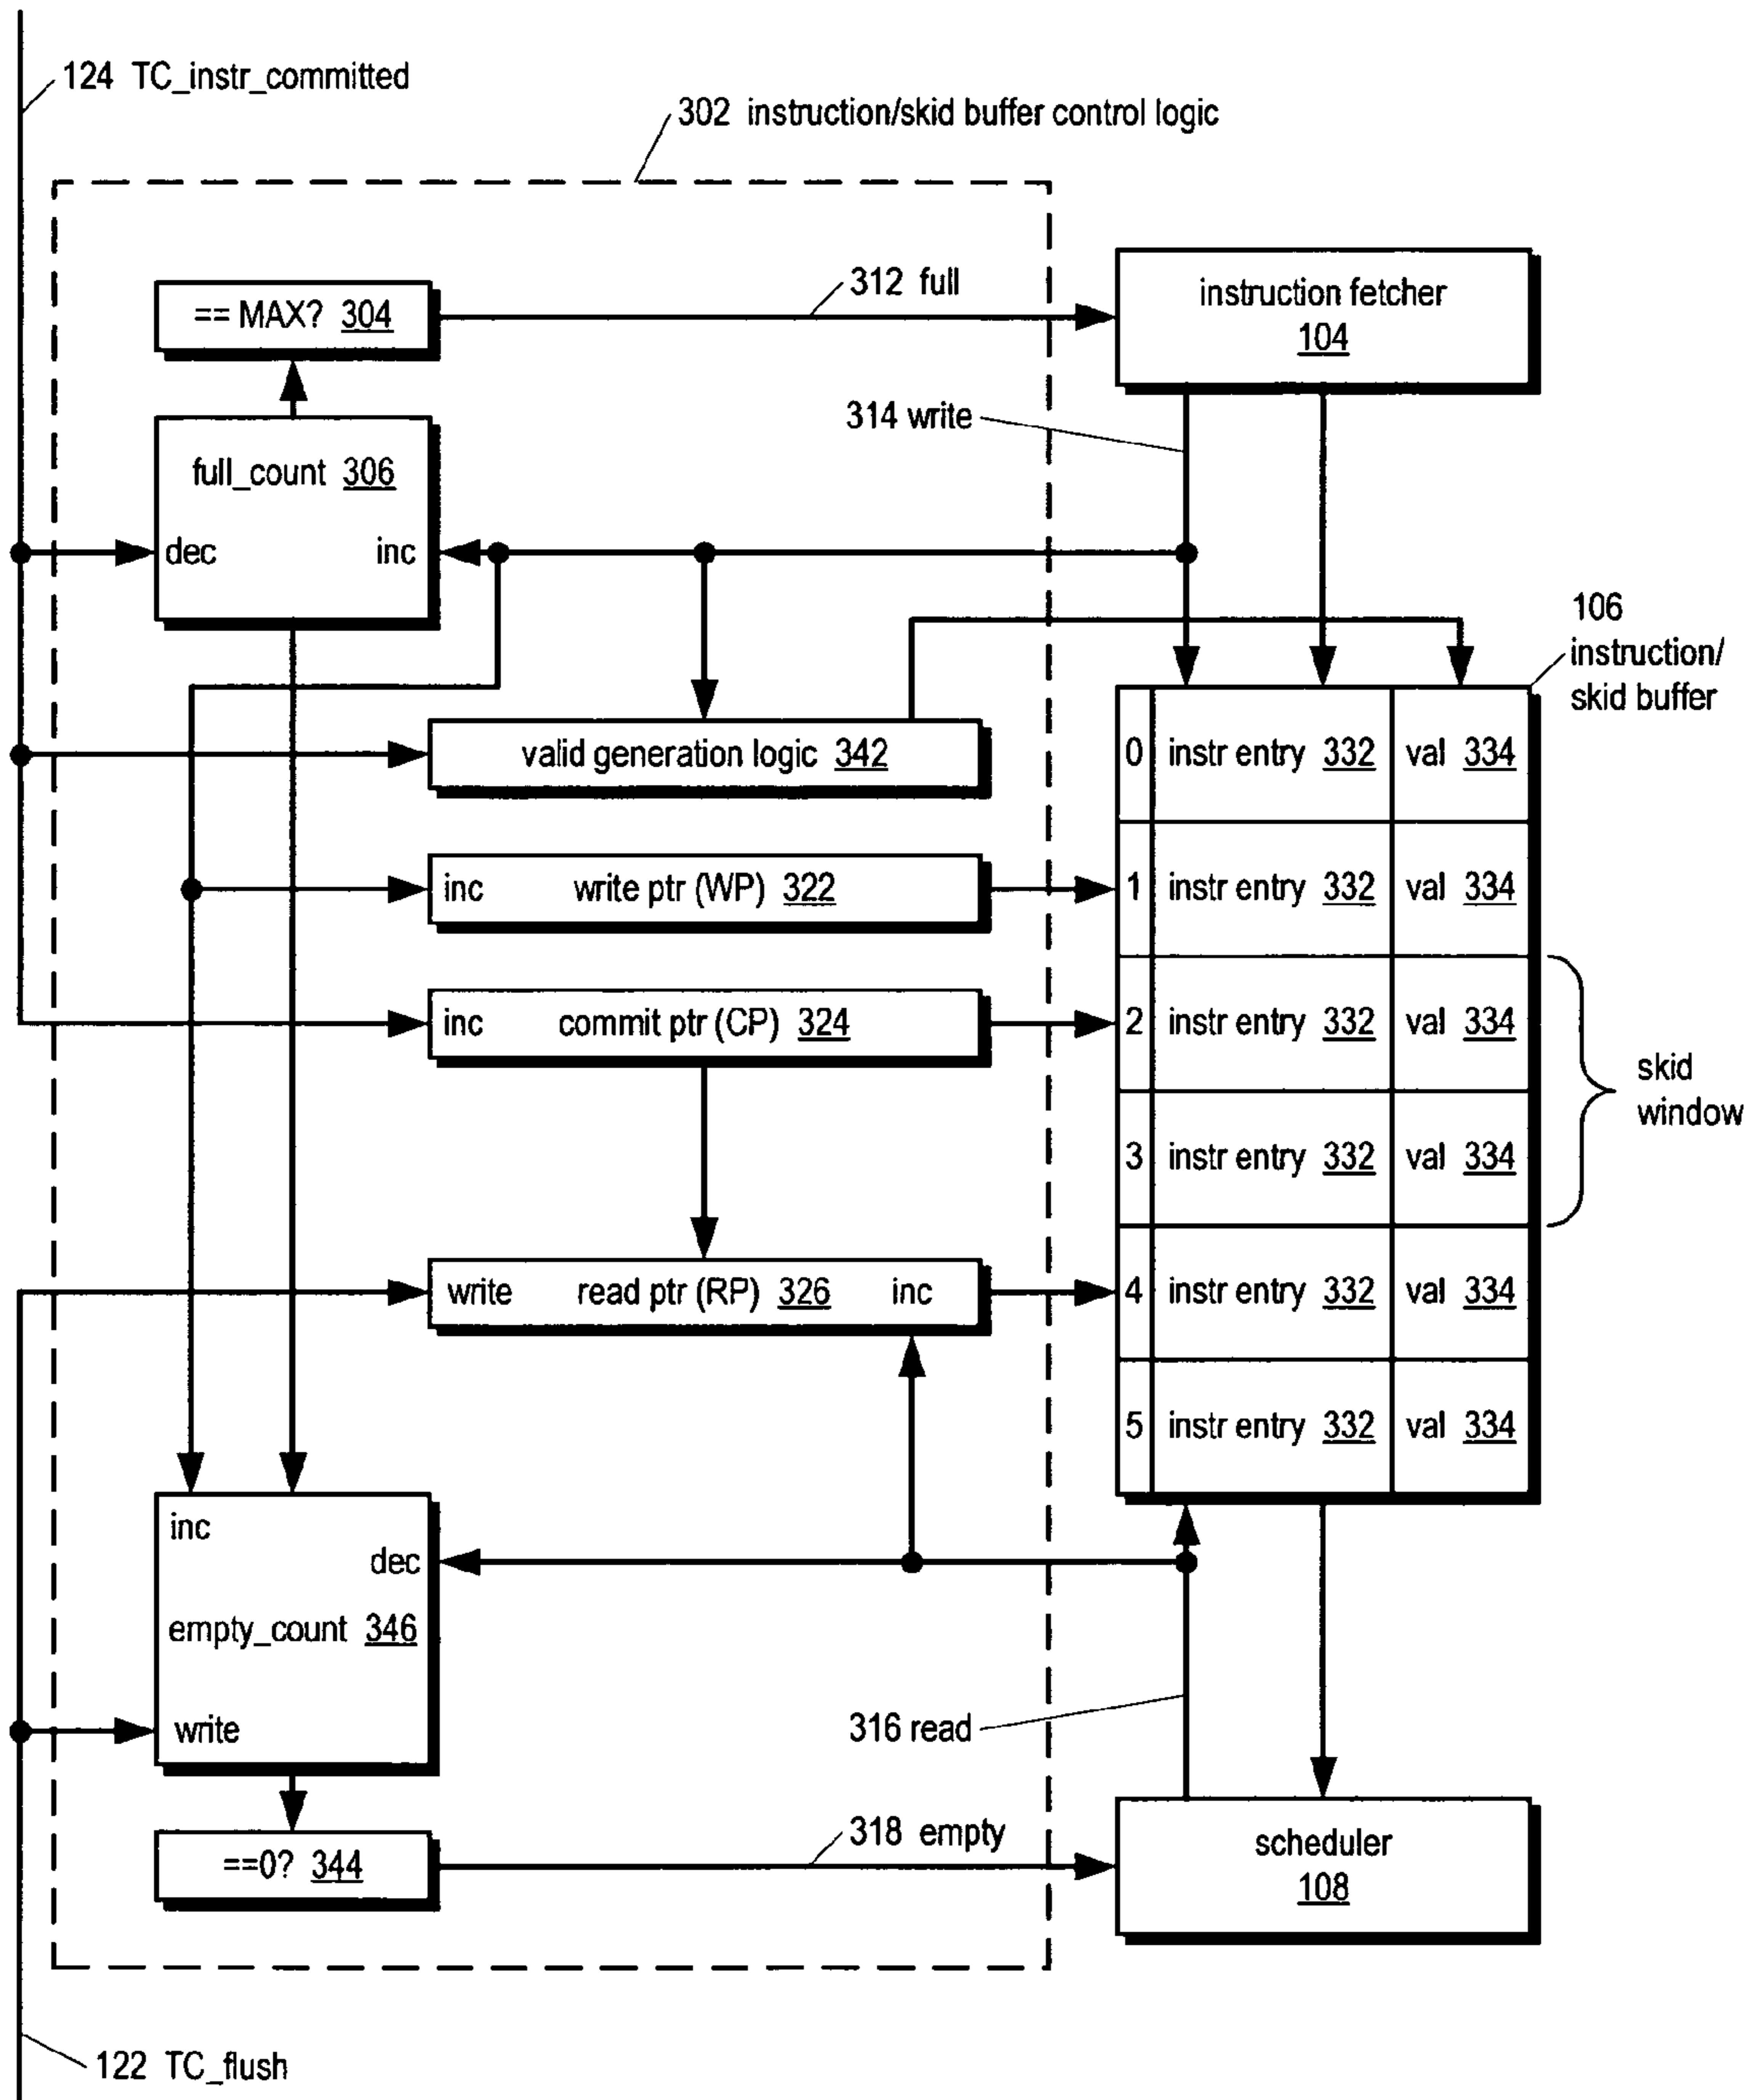 124 TC_instr_committed
302 instruction/skid buffer control logic
== MAX? 304
312 full
instruction fetcher
104
314 write
full_count 306
dec inc
106
instruction/
skid buffer
valid generation logic 342
0 instr entry 332 val 334
inc write ptr (WP) 322
1 instr entry 332 val 334
inc commit ptr (CP) 324
2 instr entry 332 val 334
skid
window
3 instr entry 332 val 334
write read ptr (RP) 326 inc
4 instr entry 332 val 334
5 instr entry 332 val 334
inc
dec
empty_count 346
write
316 read
==0? 344
318 empty
scheduler
108
122 TC_flush